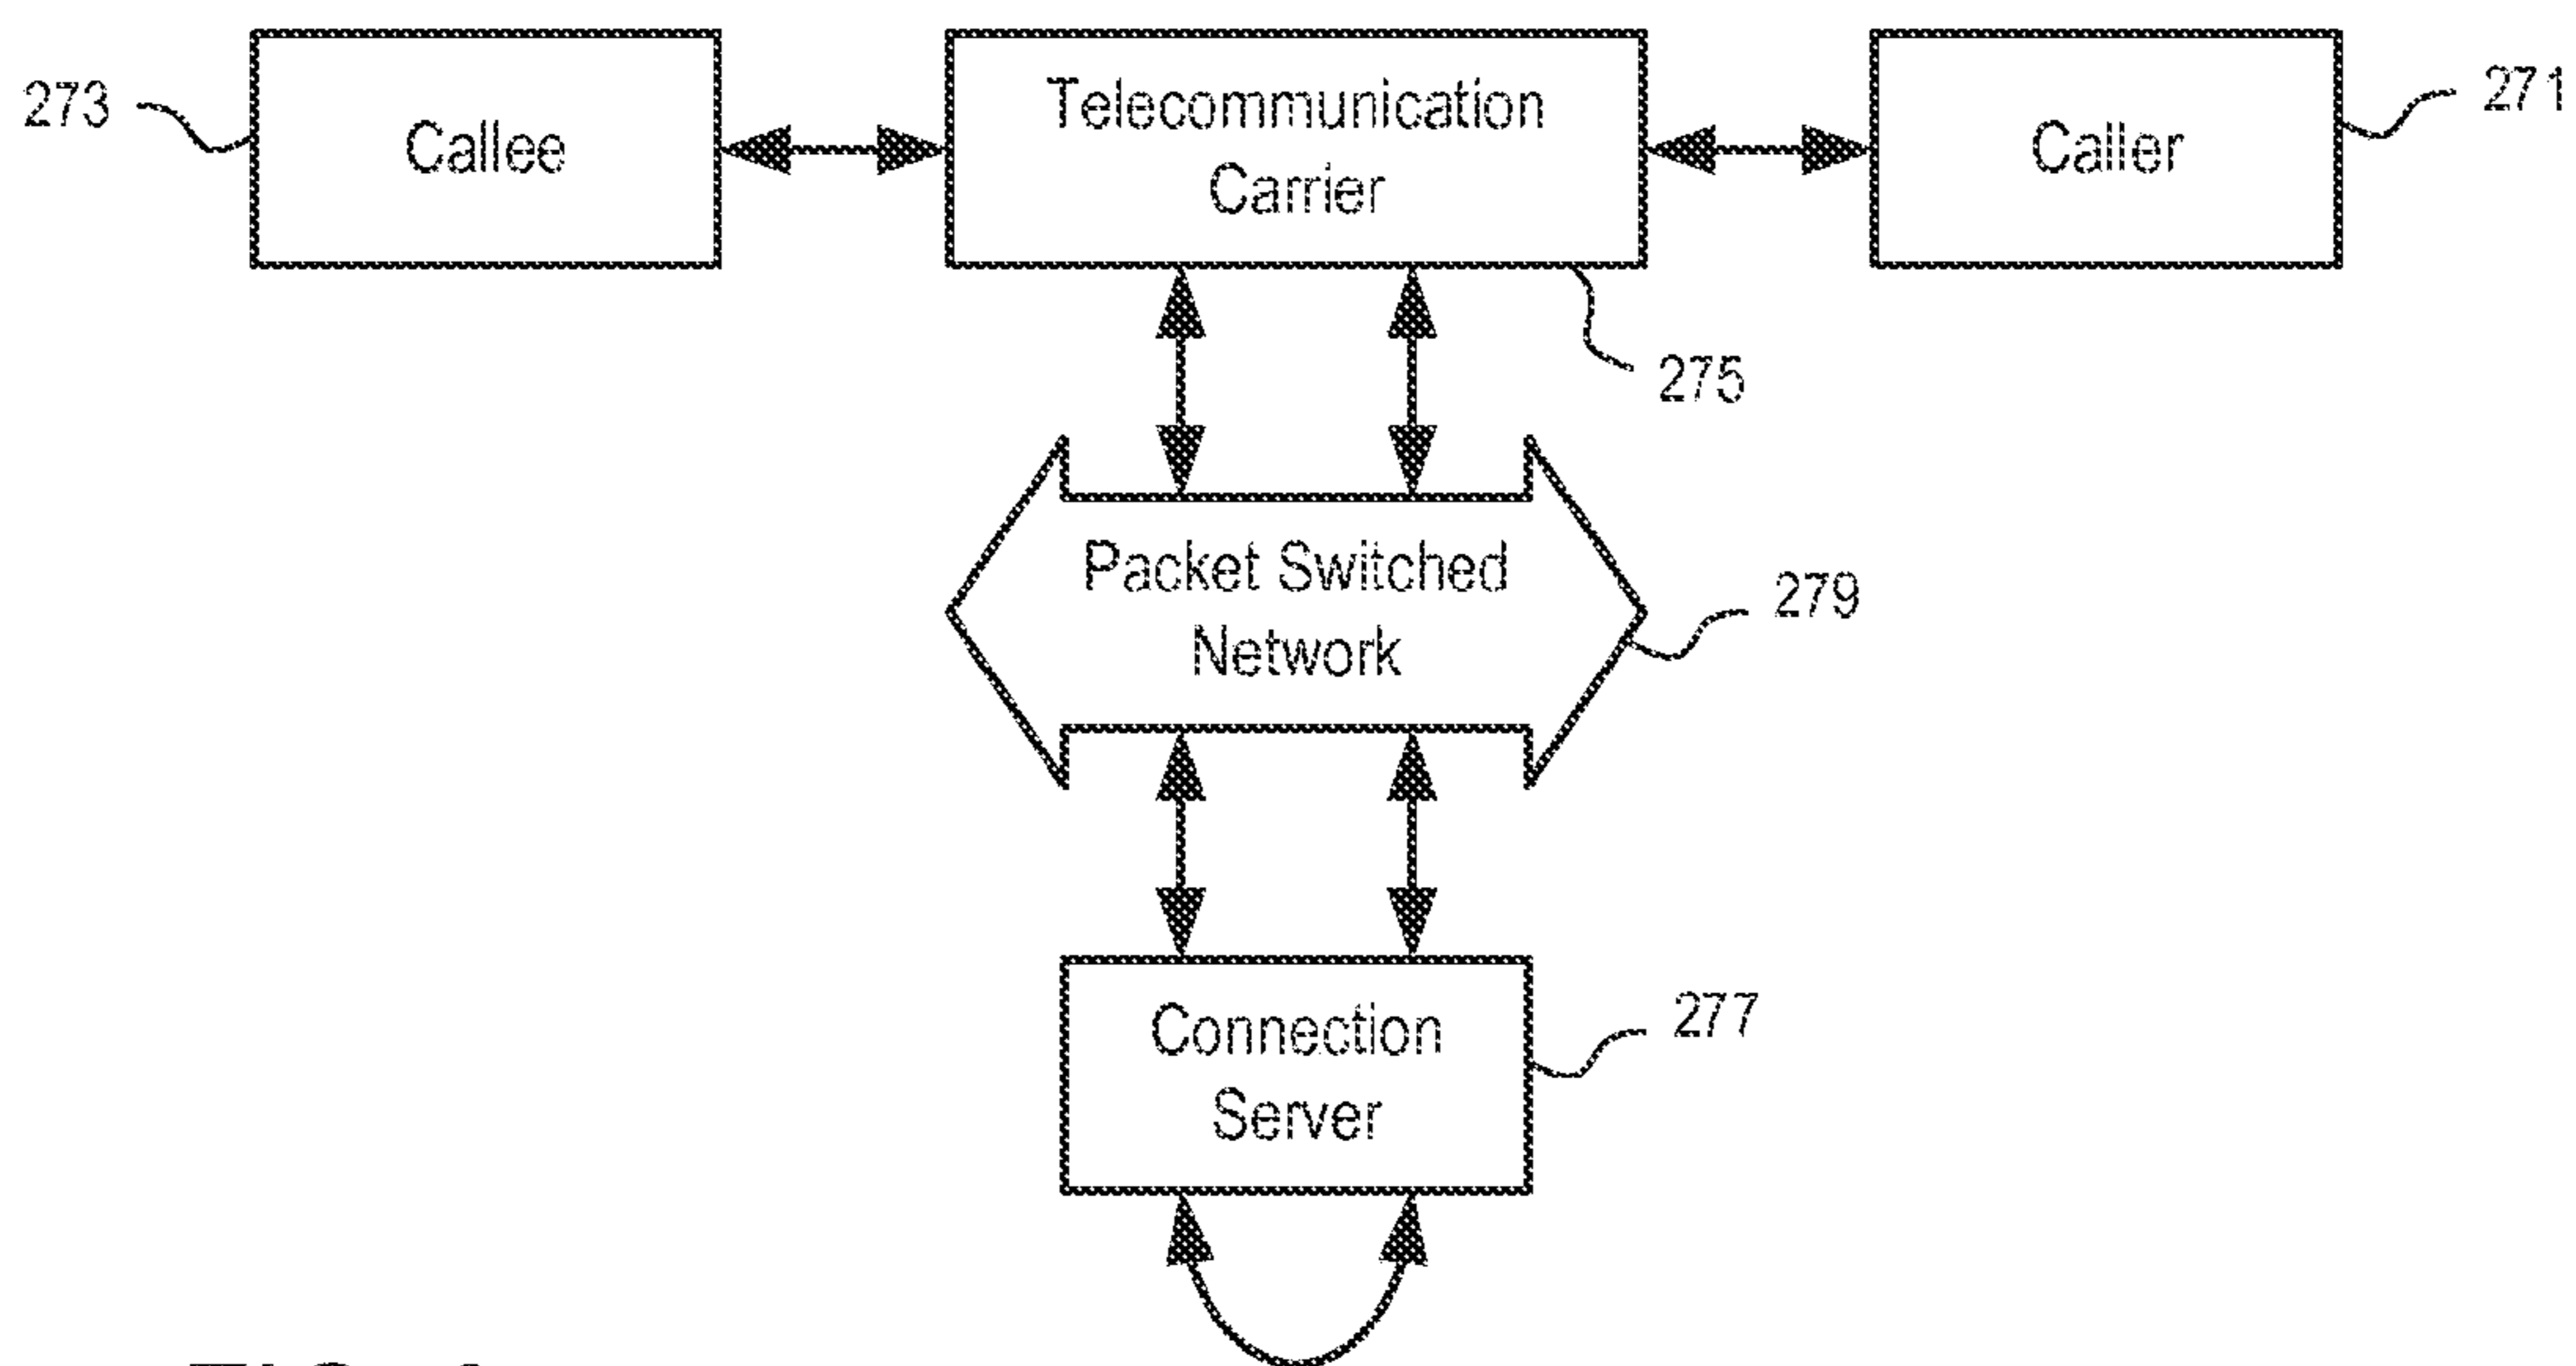 273
Callee
Telecommunication
Carrier
Caller
271
275
Packet Switched
Network
279
Connection
Server
277